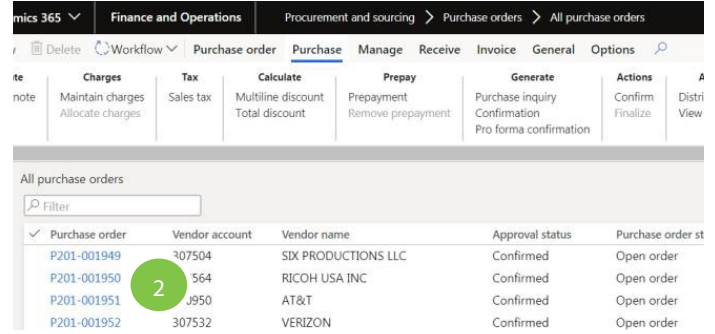 mics 365 Finance and Operations Procurement and sourcing > Purchase orders > All purchase orders
Delete Workflow Purchase order Purchase Manage Receive Invoice General Options
Charges Tax Calculate Prepay Generate Actions
note Maintain charges Sales tax Multiline discount Prepayment Purchase inquiry Confirm Distri
Allocate charges Total discount Remove prepayment Confirmation Finalize View
Pro forma confirmation
All purchase orders
Filter
Purchase order Vendor account Vendor name Approval status Purchase order st
P201-001949 307504 SIX PRODUCTIONS LLC Confirmed Open order
P201-001950 2 564 RICOH USA INC Confirmed Open order
P201-001951 0950 AT&T Confirmed Open order
P201-001952 307532 VERIZON Confirmed Open order